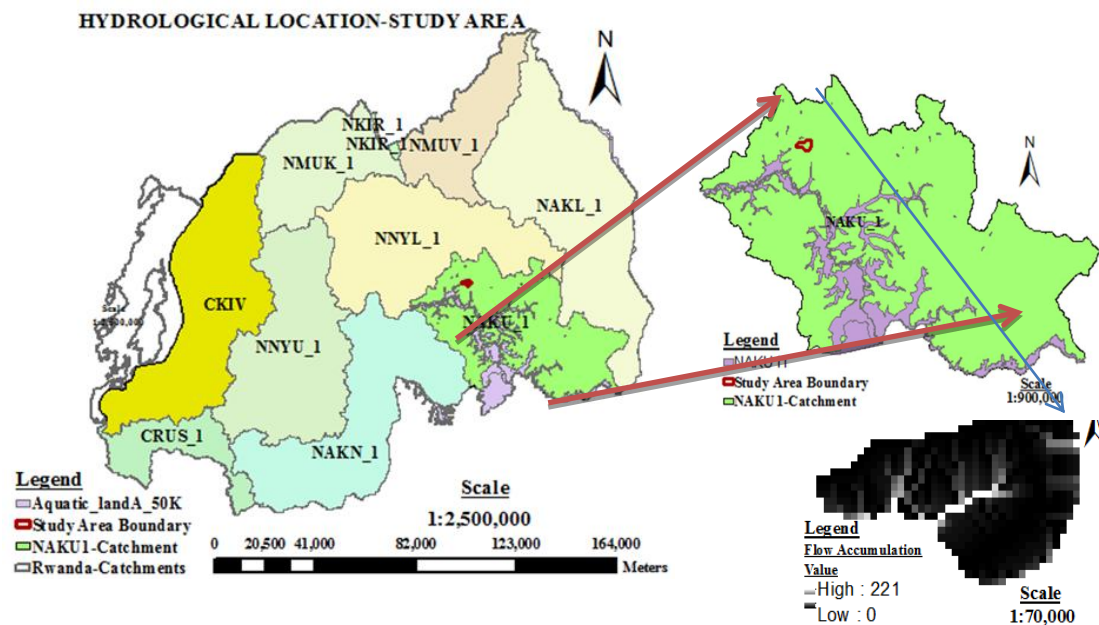 HYDROLOGICAL LOCATION-STUDY AREA
N
NKIR_1
NKIR_1
NMUV_1
NMUK_1
NAKL_1
NNYL_1
CKIV
NAKU_1
NNYU_1
CRUS_1
NAKN_1
Legend
Aquatic_landA_50K
Study Area Boundary
NAKU1-Catchment
Rwanda-Catchments
Scale
1:2,500,000
0 20,500 41,000 82,000 123,000 164,000
Meters
N
NAKU_1
Legend
Study Area Boundary
NAKU1-Catchment
Scale
1:900,000
Legend
Flow Accumulation
Value
High : 221
Low : 0
Scale
1:70,000